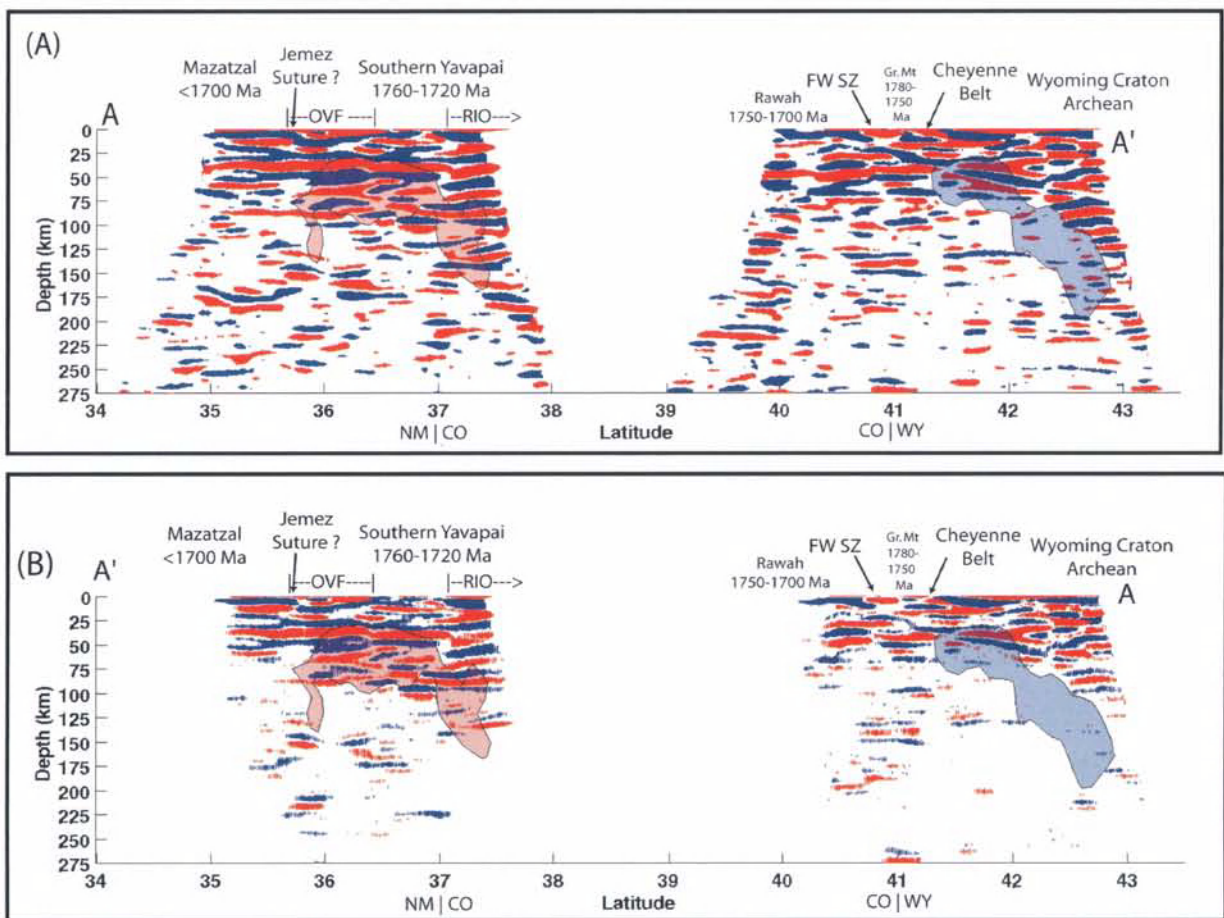 (A)
Mazatzal
<1700 Ma
Jemez
Suture ?
Southern Yavapai
1760-1720 Ma
A
|---OVF ----|
|--RIO--->
Rawah
1750-1700 Ma
FW SZ
Gr. Mt
1780-
1750
Ma
Cheyenne
Belt
Wyoming Craton
Archean
A'
Depth (km)
0
25
50
75
100
125
150
175
200
225
250
275
34 35 36 37 38 39 40 41 42 43
NM | CO
Latitude
CO | WY
(B)
Mazatzal
<1700 Ma
Jemez
Suture ?
Southern Yavapai
1760-1720 Ma
A'
|---OVF----|
|--RIO--->
Rawah
1750-1700 Ma
FW SZ
Gr. Mt
1780-
1750
Ma
Cheyenne
Belt
Wyoming Craton
Archean
A
Depth (km)
0
25
50
75
100
125
150
175
200
225
250
275
34 35 36 37 38 39 40 41 42 43
NM | CO
Latitude
CO | WY